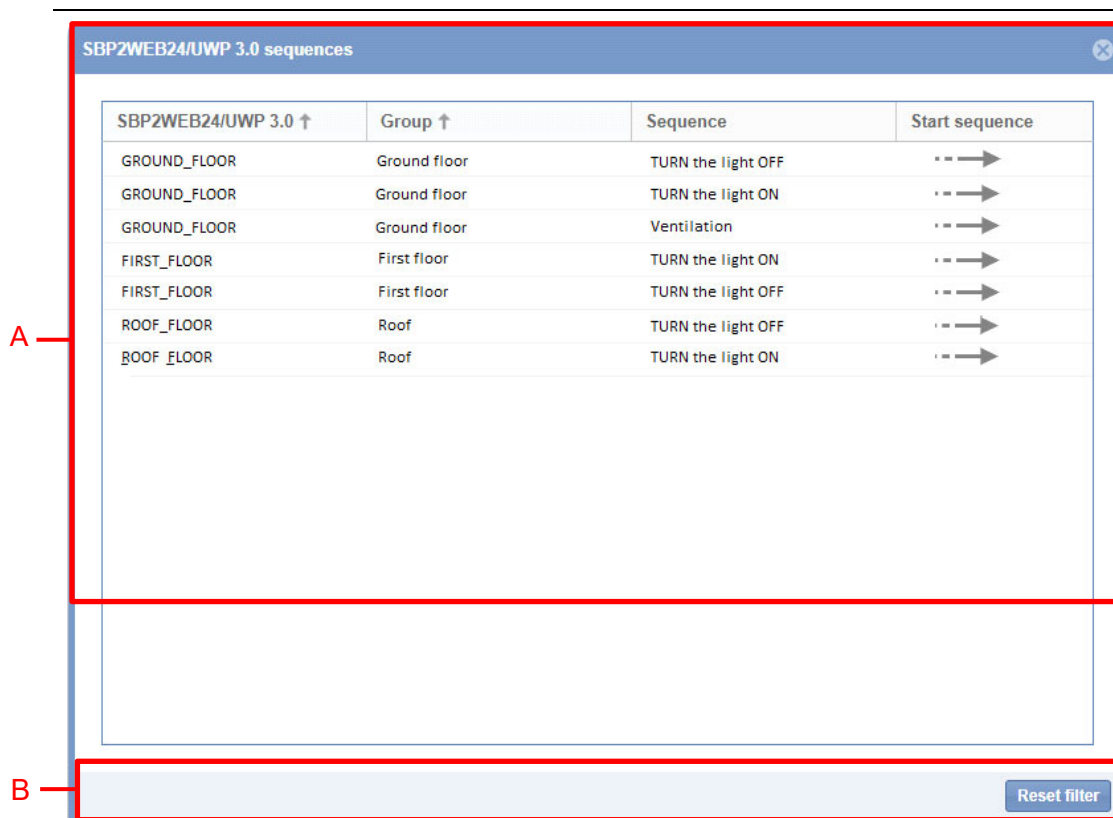 SBP2WEB24/UWP 3.0 sequences
SBP2WEB24/UWP 3.0 ↑ Group ↑ Sequence Start sequence
GROUND_FLOOR Ground floor TURN the light OFF
GROUND_FLOOR Ground floor TURN the light ON
GROUND_FLOOR Ground floor Ventilation
FIRST_FLOOR First floor TURN the light ON
FIRST_FLOOR First floor TURN the light OFF
ROOF_FLOOR Roof TURN the light OFF
A
ROOF_FLOOR Roof TURN the light ON
B
Reset filter